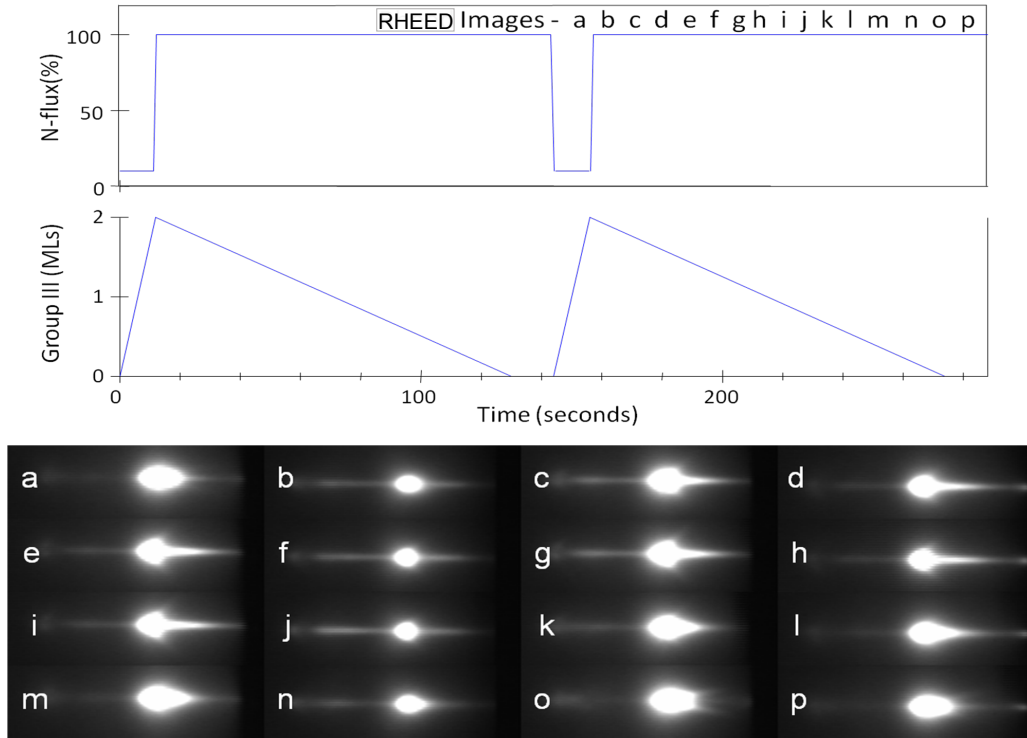 RHEED Images - a b c d e f g h i j k l m n o p
100
50
0
N-flux(%)
2
1
0
Group III (MLs)
0 100 200
Time (seconds)
a b c d
e f g h
i j k l
m n o p